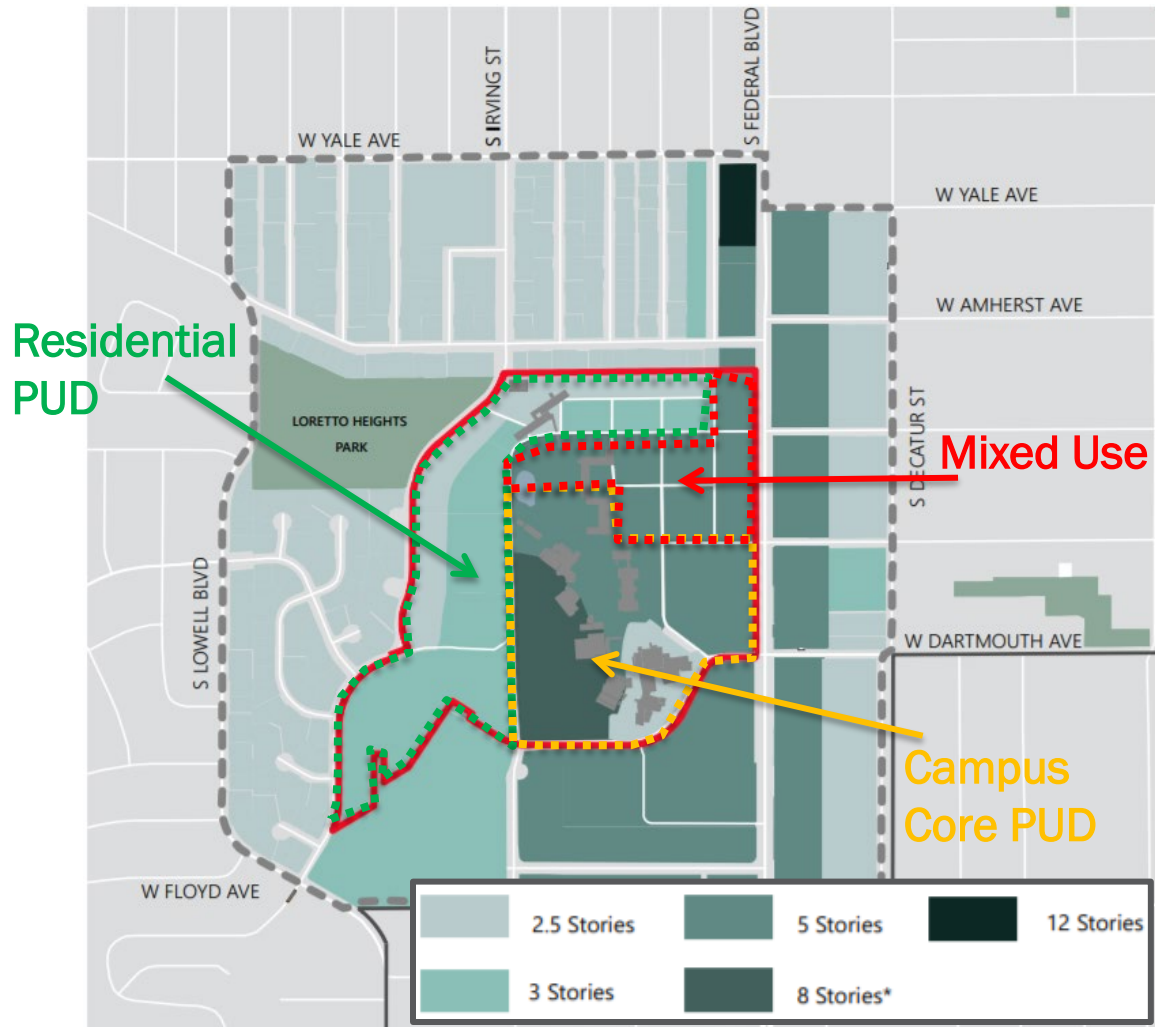 S IRVING ST
S FEDERAL BLVD
W YALE AVE
W YALE AVE
W AMHERST AVE
Residential
PUD
LORETTO HEIGHTS
PARK
S DECATUR ST
Mixed Use
S LOWELL BLVD
W DARTMOUTH AVE
Campus
Core PUD
W FLOYD AVE
2.5 Stories
5 Stories
12 Stories
3 Stories
8 Stories*